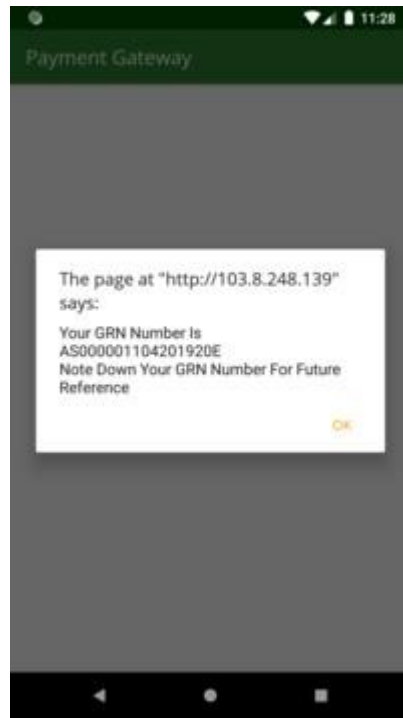 11:28
Payment Gateway
The page at "http://103.8.248.139"
says:
Your GRN Number Is
AS000001104201920E
Note Down Your GRN Number For Future
Reference
OK